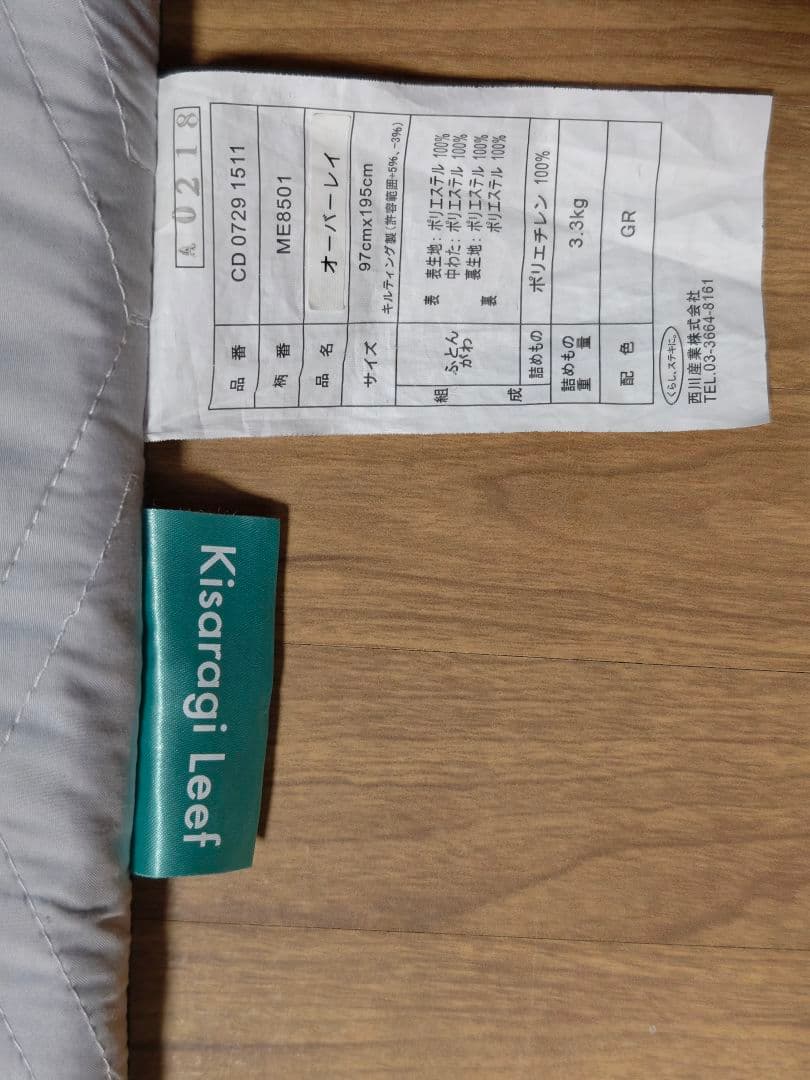 A 0218
品番 CD 0729 1511
柄番 ME8501
品名 オーバーレイ
サイズ 97cmx195cm
キルティング製(許容範囲+5%、-3%)
組成 ふとんがわ 表 表生地:ポリエステル 100%
中わた:ポリエステル 100%
裏生地:ポリエステル 100%
裏 ポリエステル 100%
詰めもの ポリエチレン 100%
詰めもの重量 3.3kg
配色 GR
くらし、ステキに。
西川産業株式会社
TEL.03-3664-8161
Kisaragi Leef